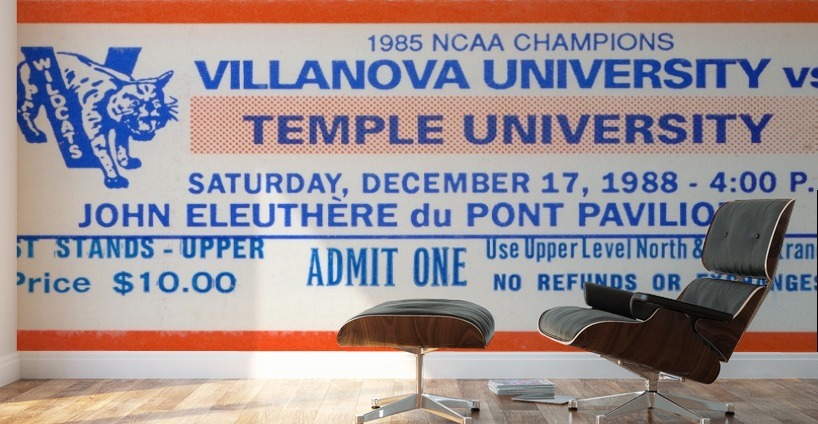 1985 NCAA CHAMPIONS
VILLANOVA UNIVERSITY vs
WILDCATS
TEMPLE UNIVERSITY
SATURDAY, DECEMBER 17, 1988 - 4:00 P.
JOHN ELEUTHÈRE du PONT PAVILIO
ST STANDS - UPPER
ADMIT ONE
Use Upper Level North &
Price $10.00
NO REFUNDS OR EXCHANGES